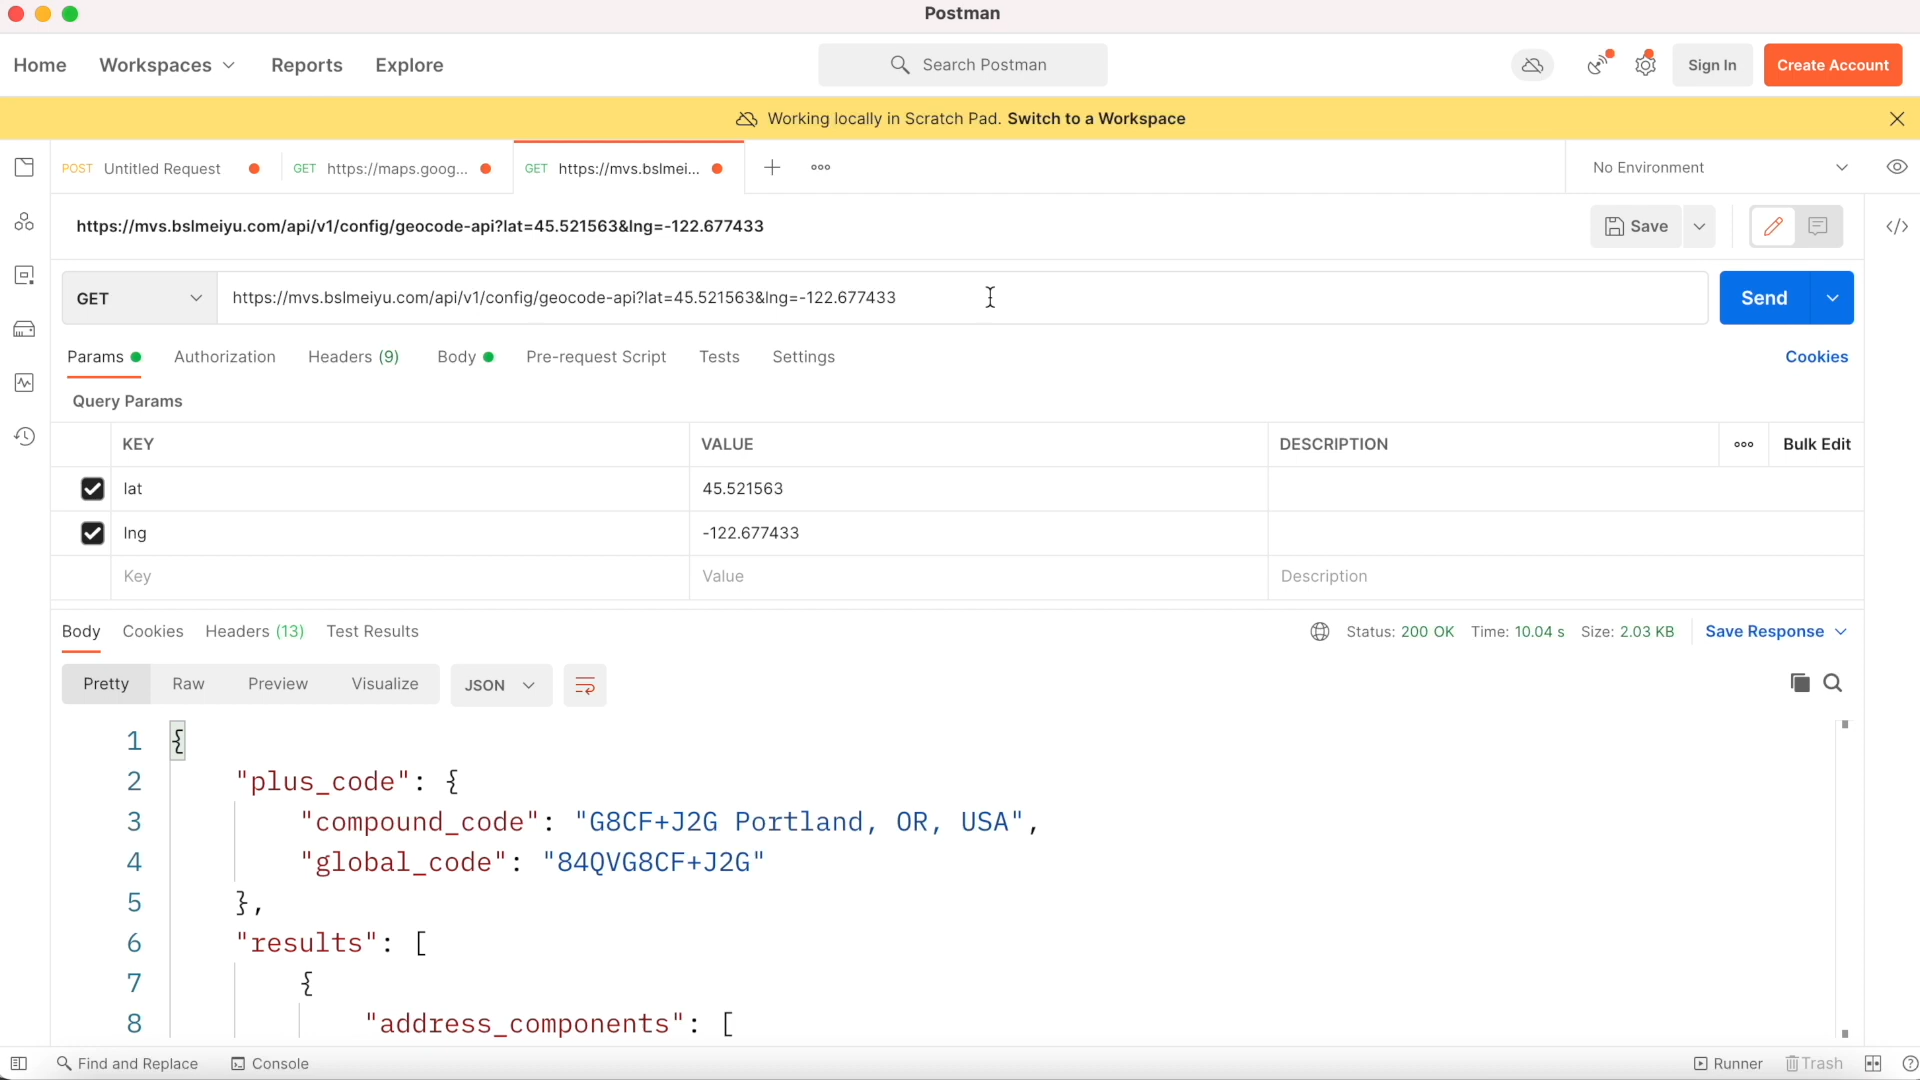 Postman
Home Workspaces Reports Explore Search Postman Sign In Create Account
Working locally in Scratch Pad. Switch to a Workspace
POST Untitled Request GET https://maps.goog... GET https://mvs.bslmei... No Environment
https://mvs.bslmeiyu.com/api/v1/config/geocode-api?lat=45.521563&lng=-122.677433 Save
GET https://mvs.bslmeiyu.com/api/v1/config/geocode-api?lat=45.521563&lng=-122.677433 Send
Params Authorization Headers (9) Body Pre-request Script Tests Settings Cookies
Query Params
KEY VALUE DESCRIPTION Bulk Edit
lat 45.521563
lng -122.677433
Key Value Description
Body Cookies Headers (13) Test Results Status: 200 OK Time: 10.04 s Size: 2.03 KB Save Response
Pretty Raw Preview Visualize JSON
1 {
2 "plus_code": {
3 "compound_code": "G8CF+J2G Portland, OR, USA",
4 "global_code": "84QVG8CF+J2G"
5 },
6 "results": [
7 {
8 "address_components": [
Find and Replace Console Runner Trash